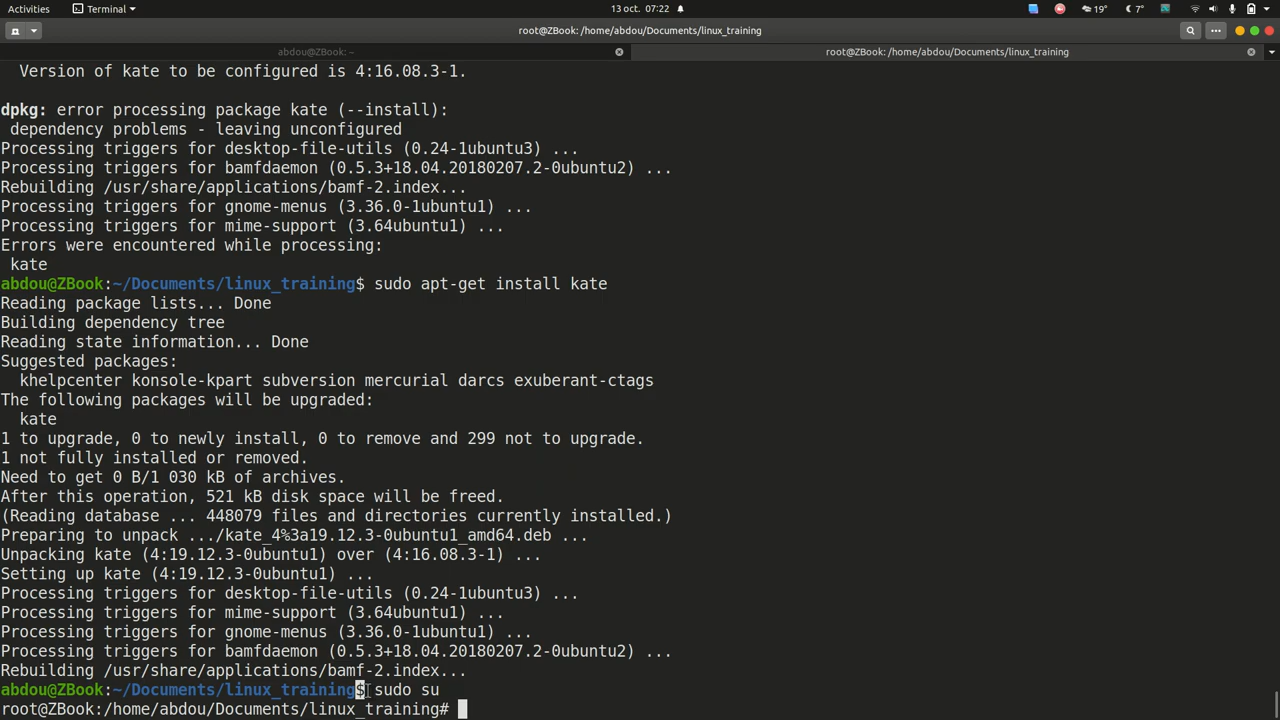 Activities Terminal 13 oct. 07:22 19° 7°
root@ZBook: /home/abdou/Documents/linux_training
abdou@ZBook: ~ root@ZBook: /home/abdou/Documents/linux_training
Version of kate to be configured is 4:16.08.3-1.
dpkg: error processing package kate (--install):
dependency problems - leaving unconfigured
Processing triggers for desktop-file-utils (0.24-1ubuntu3) ...
Processing triggers for bamfdaemon (0.5.3+18.04.20180207.2-0ubuntu2) ...
Rebuilding /usr/share/applications/bamf-2.index...
Processing triggers for gnome-menus (3.36.0-1ubuntu1) ...
Processing triggers for mime-support (3.64ubuntu1) ...
Errors were encountered while processing:
kate
abdou@ZBook:~/Documents/linux_training$ sudo apt-get install kate
Reading package lists... Done
Building dependency tree
Reading state information... Done
Suggested packages:
khelpcenter konsole-kpart subversion mercurial darcs exuberant-ctags
The following packages will be upgraded:
kate
1 to upgrade, 0 to newly install, 0 to remove and 299 not to upgrade.
1 not fully installed or removed.
Need to get 0 B/1 030 kB of archives.
After this operation, 521 kB disk space will be freed.
(Reading database ... 448079 files and directories currently installed.)
Preparing to unpack .../kate_4%3a19.12.3-0ubuntu1_amd64.deb ...
Unpacking kate (4:19.12.3-0ubuntu1) over (4:16.08.3-1) ...
Setting up kate (4:19.12.3-0ubuntu1) ...
Processing triggers for desktop-file-utils (0.24-1ubuntu3) ...
Processing triggers for mime-support (3.64ubuntu1) ...
Processing triggers for gnome-menus (3.36.0-1ubuntu1) ...
Processing triggers for bamfdaemon (0.5.3+18.04.20180207.2-0ubuntu2) ...
Rebuilding /usr/share/applications/bamf-2.index...
abdou@ZBook:~/Documents/linux_training$ sudo su
root@ZBook:/home/abdou/Documents/linux_training#